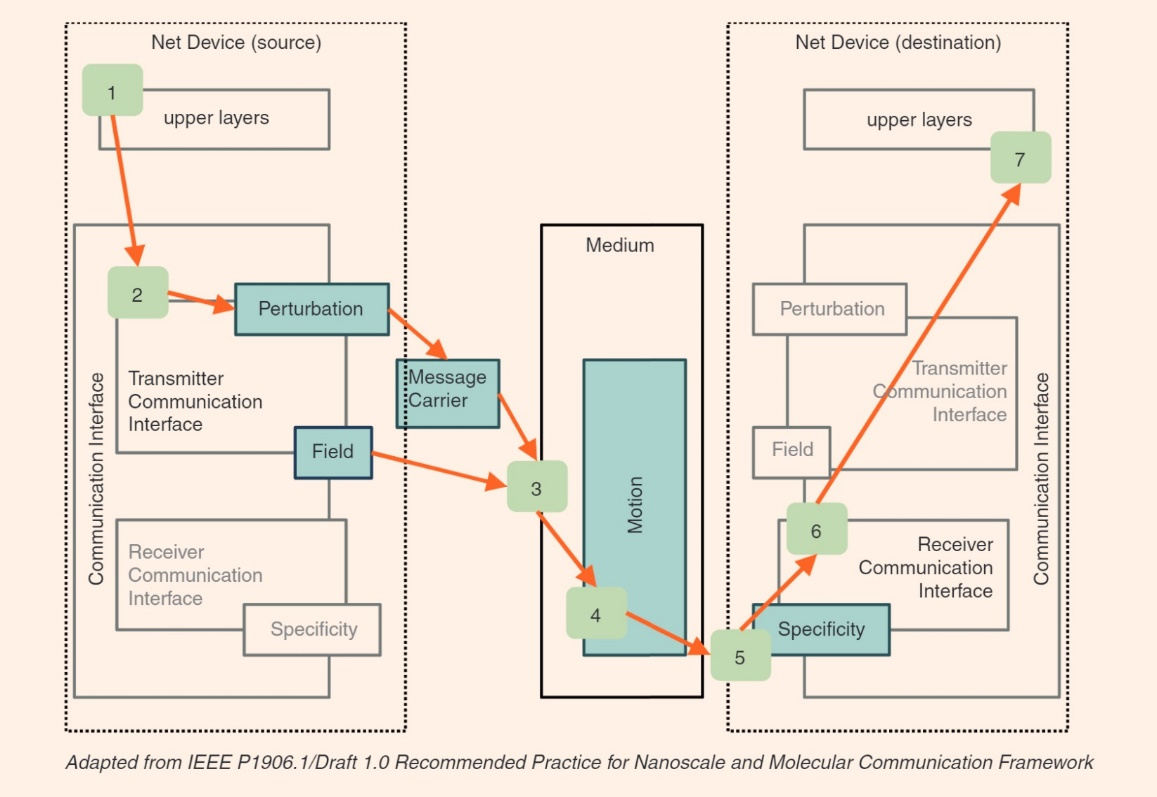 Net Device (source)
1
upper layers
2
Perturbation
Message
Carrier
Transmitter
Communication
Interface
Field
Communication Interface
Receiver
Communication
Interface
Specificity
Medium
3
Motion
4
Net Device (destination)
upper layers
7
Perturbation
Transmitter
Communication
Interface
Field
Communication Interface
6
Receiver
Communication
Interface
5
Specificity
Adapted from IEEE P1906.1/Draft 1.0 Recommended Practice for Nanoscale and Molecular Communication Framework